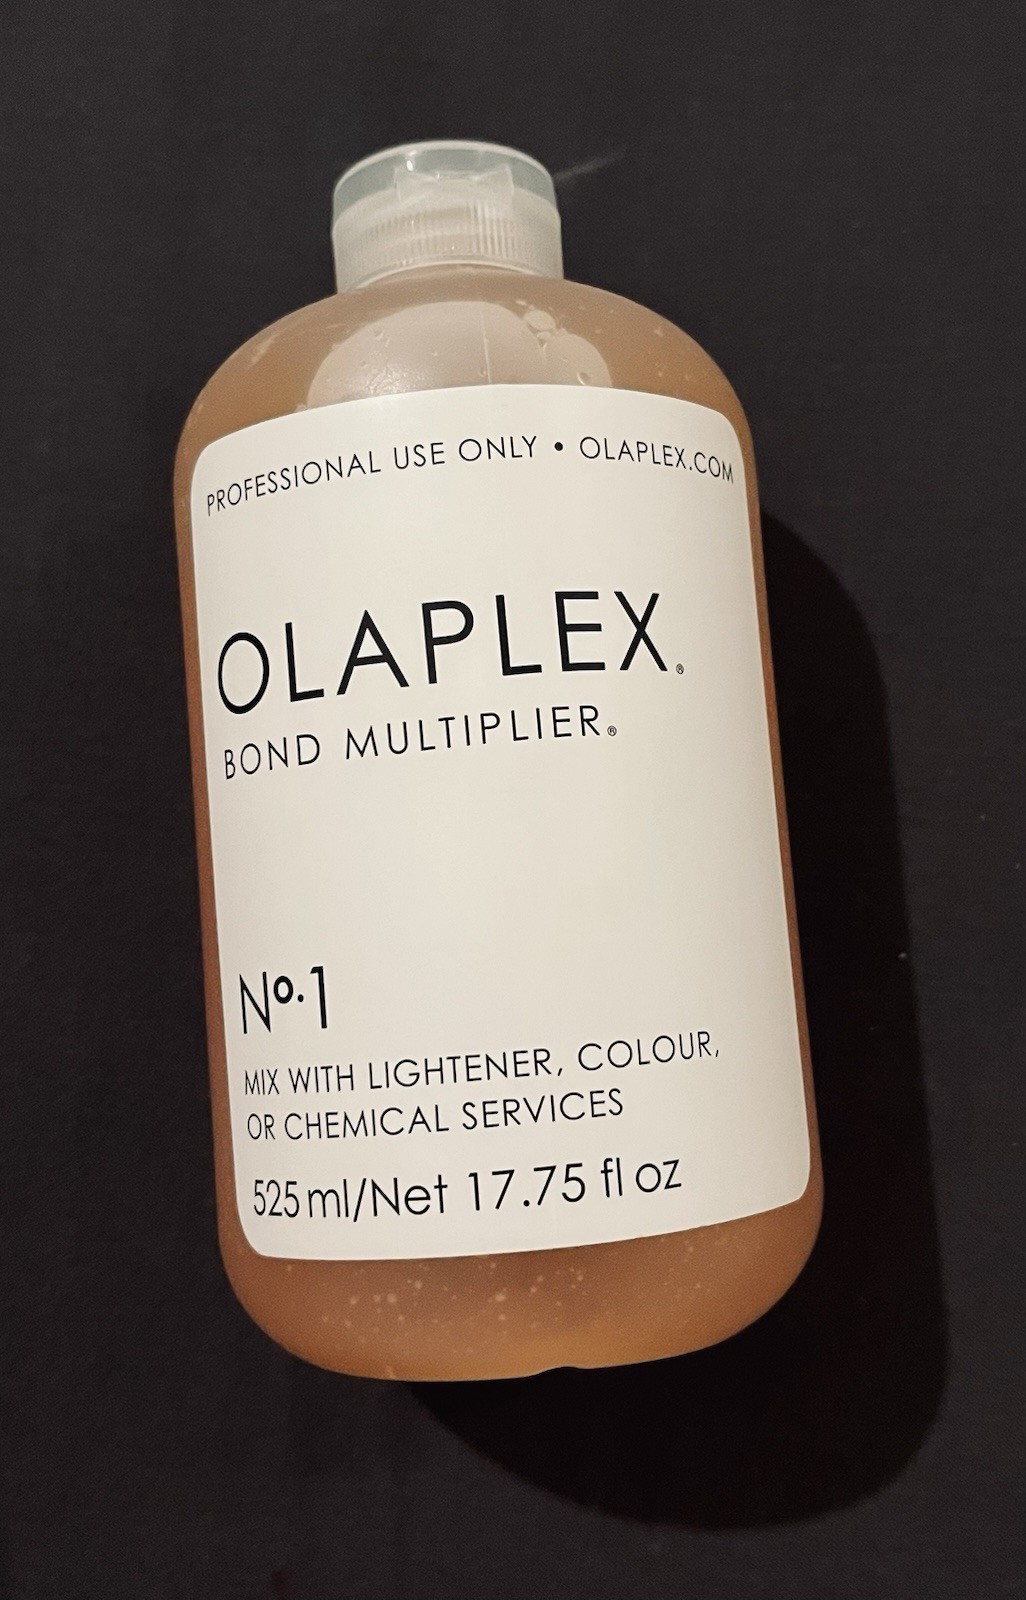 PROFESSIONAL USE ONLY • OLAPLEX.COM
OLAPLEX®
BOND MULTIPLIER®
Nº.1
MIX WITH LIGHTENER, COLOUR,
OR CHEMICAL SERVICES
525 ml/Net 17.75 fl oz